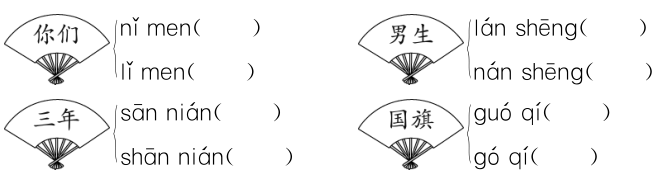 你们 nǐ men(  ) 男生 lán shēng(  )
lǐ men(  ) nán shēng(  )
三年 sān nián(  ) 国旗 guó qí(  )
shān nián(  ) gó qí(  )